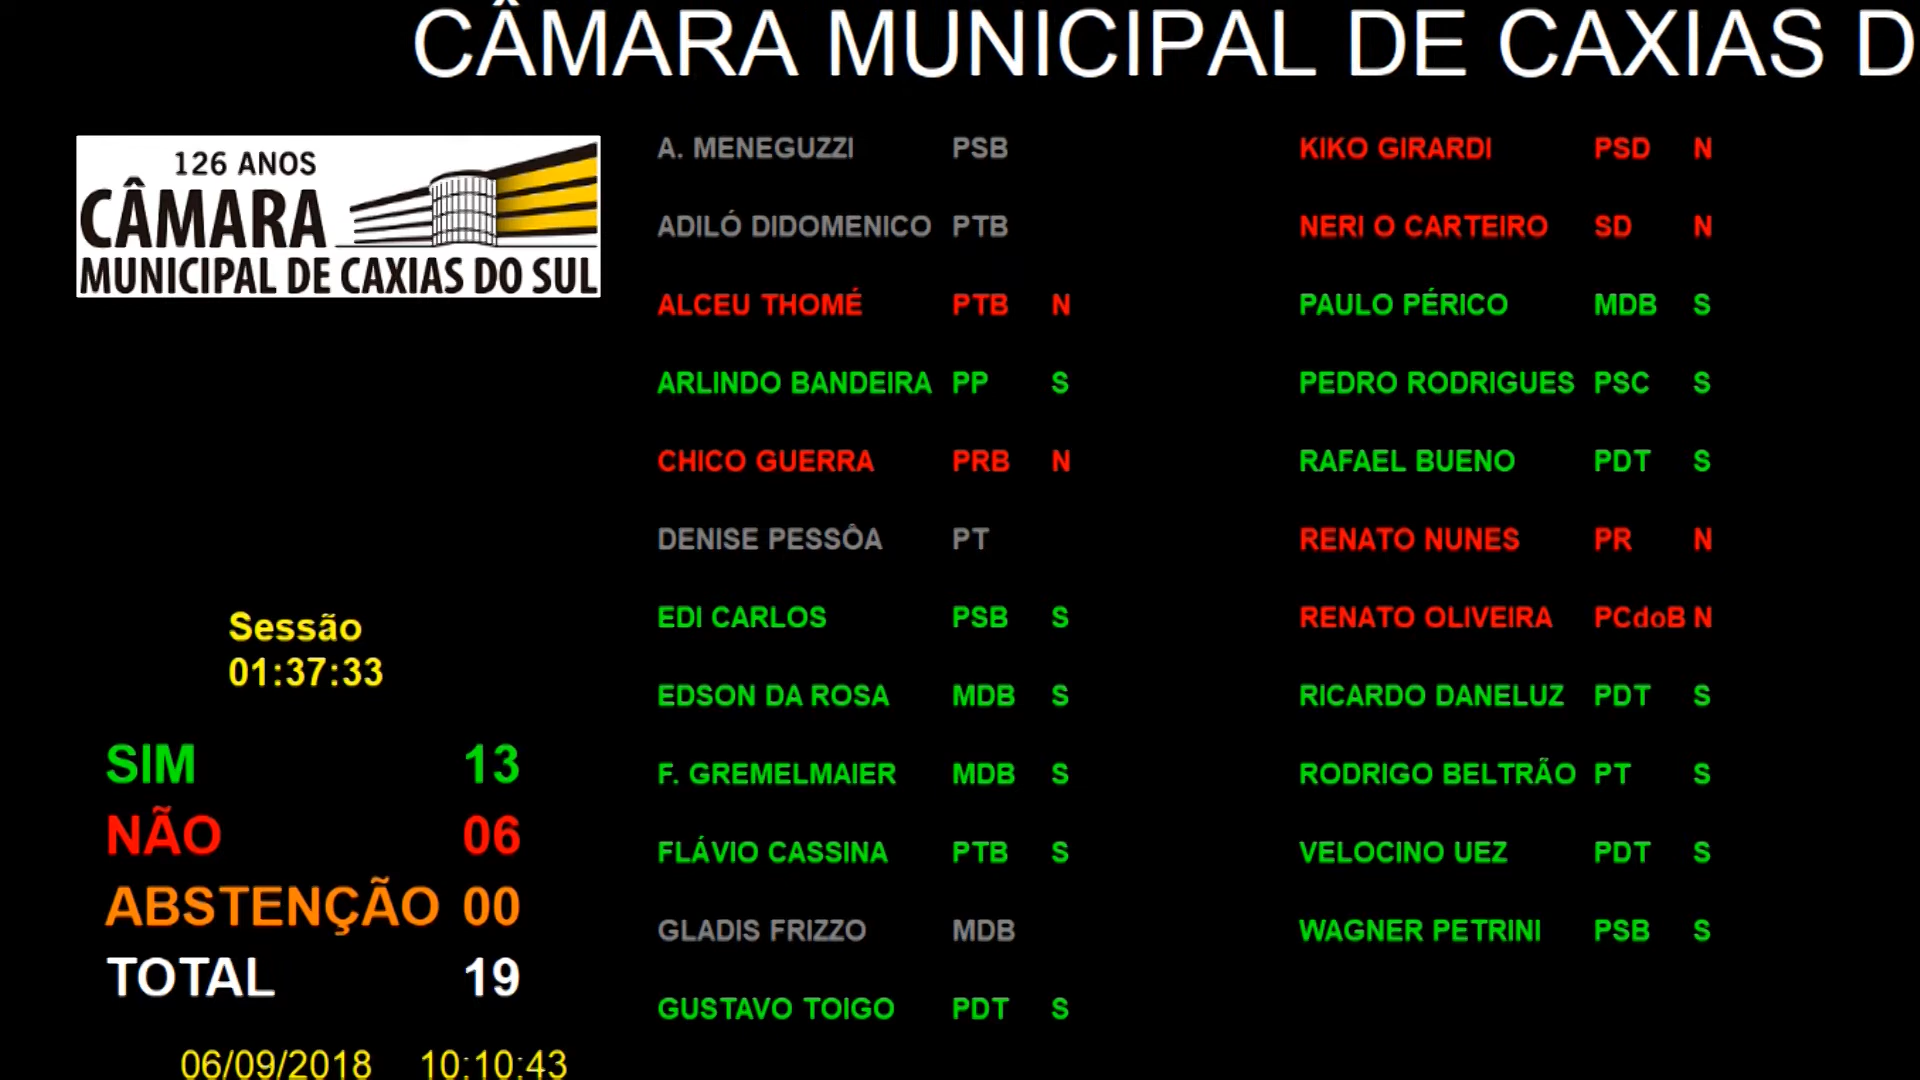 CÂMARA MUNICIPAL DE CAXIAS D
126 ANOS
CÂMARA
MUNICIPAL DE CAXIAS DO SUL
Sessão
01:37:33
SIM 13
NÃO 06
ABSTENÇÃO 00
TOTAL 19
06/09/2018 10:10:43
A. MENEGUZZI PSB
ADILÓ DIDOMENICO PTB
ALCEU THOMÉ PTB N
ARLINDO BANDEIRA PP S
CHICO GUERRA PRB N
DENISE PESSÔA PT
EDI CARLOS PSB S
EDSON DA ROSA MDB S
F. GREMELMAIER MDB S
FLÁVIO CASSINA PTB S
GLADIS FRIZZO MDB
GUSTAVO TOIGO PDT S
KIKO GIRARDI PSD N
NERI O CARTEIRO SD N
PAULO PÉRICO MDB S
PEDRO RODRIGUES PSC S
RAFAEL BUENO PDT S
RENATO NUNES PR N
RENATO OLIVEIRA PCdoB N
RICARDO DANELUZ PDT S
RODRIGO BELTRÃO PT S
VELOCINO UEZ PDT S
WAGNER PETRINI PSB S